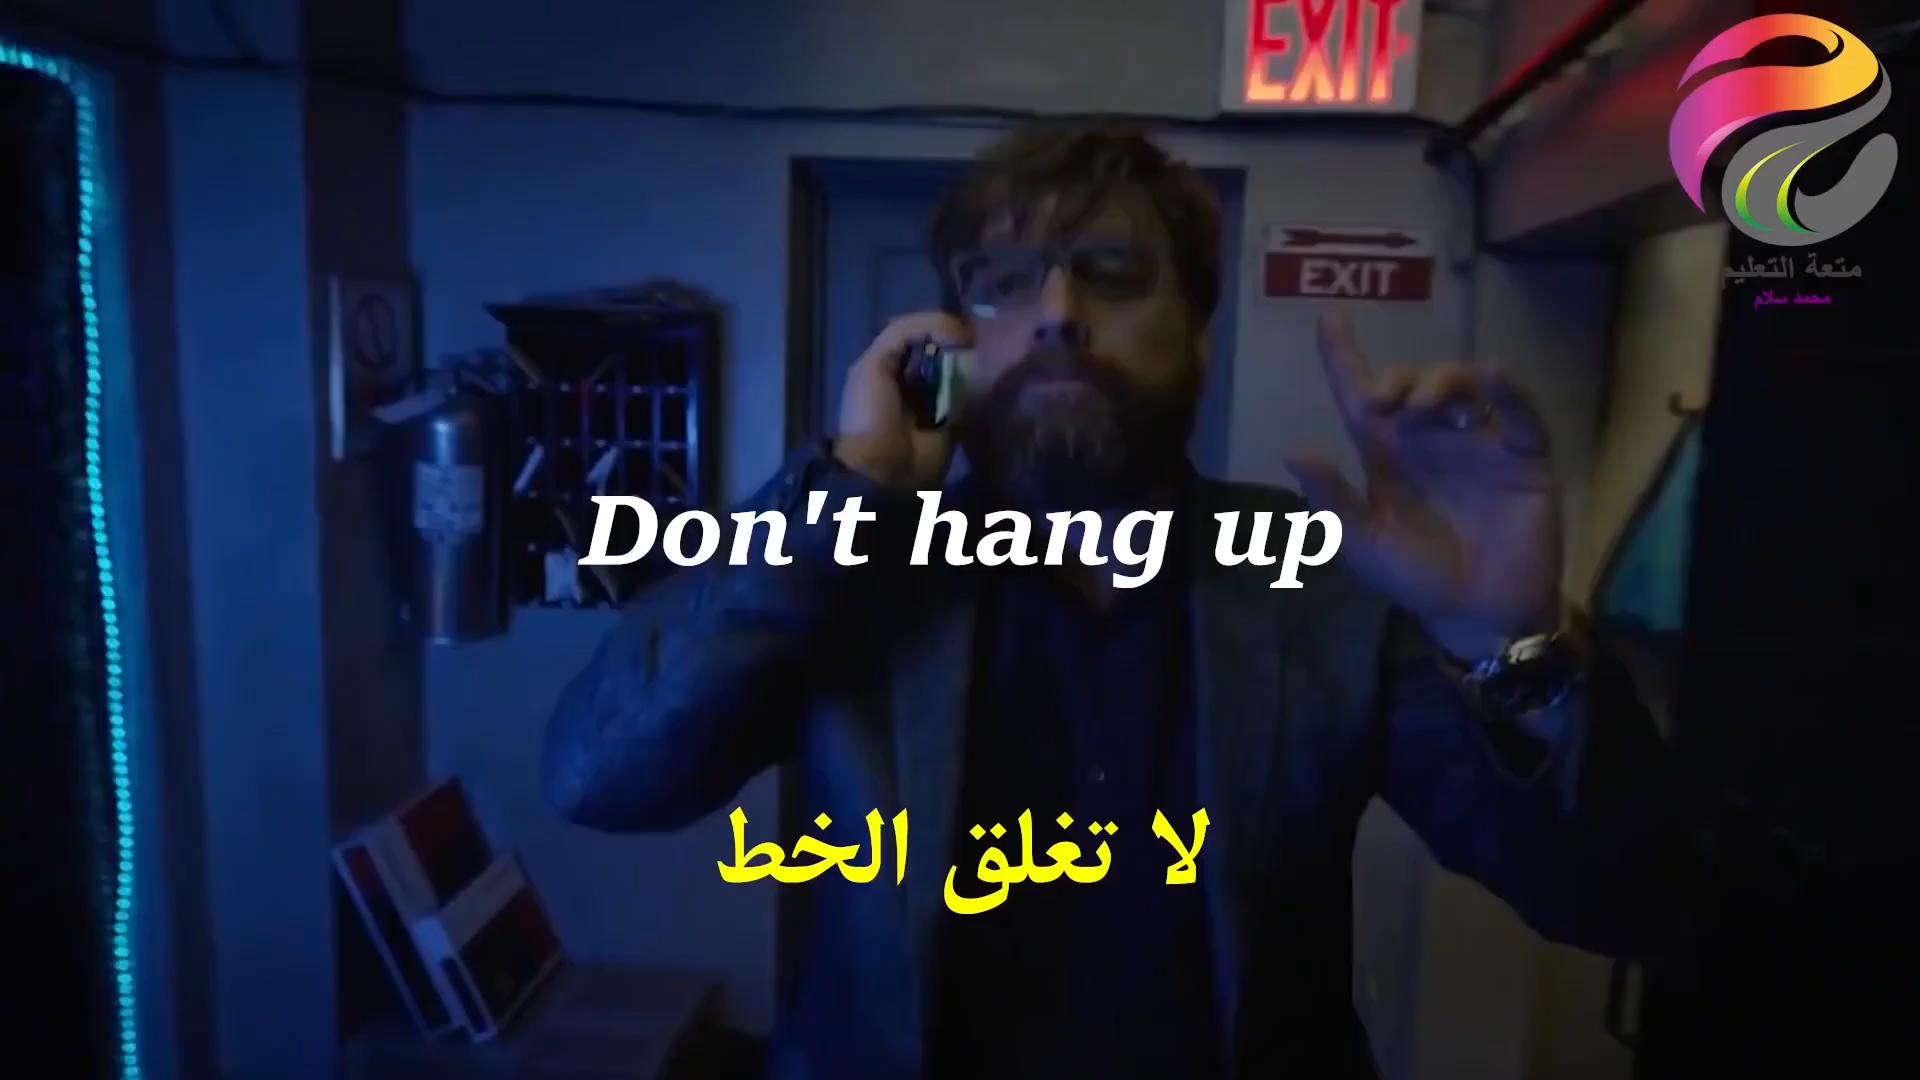 EXIT
متعة التعليم
محمد سلام
EXIT
Don't hang up
لا تغلق الخط